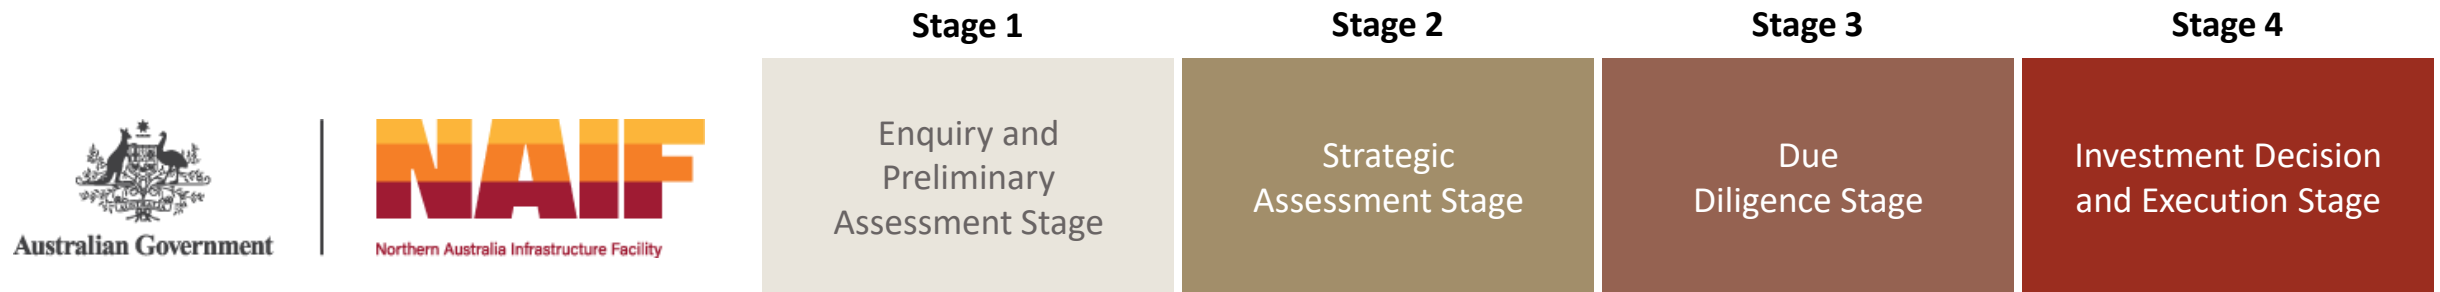 Australian Government
NAIF
Northern Australia Infrastructure Facility
Stage 1
Enquiry and
Preliminary
Assessment Stage
Stage 2
Strategic
Assessment Stage
Stage 3
Due
Diligence Stage
Stage 4
Investment Decision
and Execution Stage